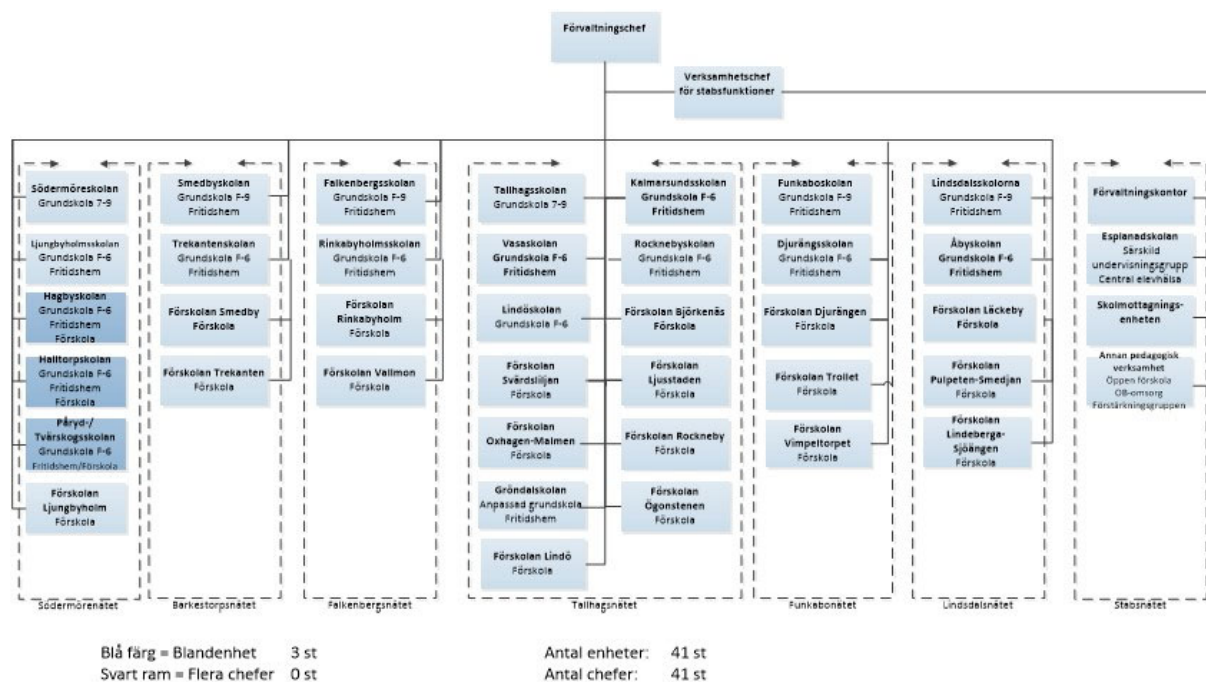 Förvaltningschef
Verksamhetschef
för stabsfunktioner
Södermöreskolan
Grundskola 7-9
Ljungbyholmsskolan
Grundskola F-6
Fritidshem
Hagbyskolan
Grundskola F-6
Fritidshem
Förskola
Halltorpskolan
Grundskola F-6
Fritidshem
Förskola
Påryd-/
Tvärskogsskolan
Grundskola F-6
Fritidshem/Förskola
Förskolan
Ljungbyholm
Förskola
Södermörenätet
Smedbyskolan
Grundskola F-9
Fritidshem
Trekantenskolan
Grundskola F-6
Fritidshem
Förskolan Smedby
Förskola
Förskolan Trekanten
Förskola
Barkestorpsnätet
Falkenbergsskolan
Grundskola F-9
Fritidshem
Rinkabyholmsskolan
Grundskola F-6
Fritidshem
Förskolan
Rinkabyholm
Förskola
Förskolan Vallmon
Förskola
Falkenbergsnätet
Tallhagsskolan
Grundskola 7-9
Vasaskolan
Grundskola F-6
Fritidshem
Lindöskolan
Grundskola F-6
Förskolan
Svärdsliljan
Förskola
Förskolan
Oxhagen-Malmen
Förskola
Gröndalskolan
Anpassad grundskola
Fritidshem
Förskolan Lindö
Förskola
Kalmarsundsskolan
Grundskola F-6
Fritidshem
Rocknebyskolan
Grundskola F-6
Fritidshem
Förskolan Björkenäs
Förskola
Förskolan
Ljusstaden
Förskola
Förskolan Rockneby
Förskola
Förskolan
Ögonstenen
Förskola
Tallhagsnätet
Funkaboskolan
Grundskola F-9
Fritidshem
Djurängsskolan
Grundskola F-6
Fritidshem
Förskolan Djurängen
Förskola
Förskolan Trollet
Förskola
Förskolan
Vimpeltorpet
Förskola
Funkabonätet
Lindsdalsskolorna
Grundskola F-9
Fritidshem
Åbyskolan
Grundskola F-6
Fritidshem
Förskolan Läckeby
Förskola
Förskolan
Pulpeten-Smedjan
Förskola
Förskolan
Lindeberga-
Sjöängen
Förskola
Lindsdalsnätet
Förvaltningskontor
Esplanadskolan
Särskild
undervisningsgrupp
Central elevhälsa
Skolmottagnings-
enheten
Annan pedagogisk
verksamhet
Öppen förskola
OB-omsorg
Förstärkningsgruppen
Stabsnätet
Blå färg = Blandenhet 3 st
Svart ram = Flera chefer 0 st
Antal enheter: 41 st
Antal chefer: 41 st